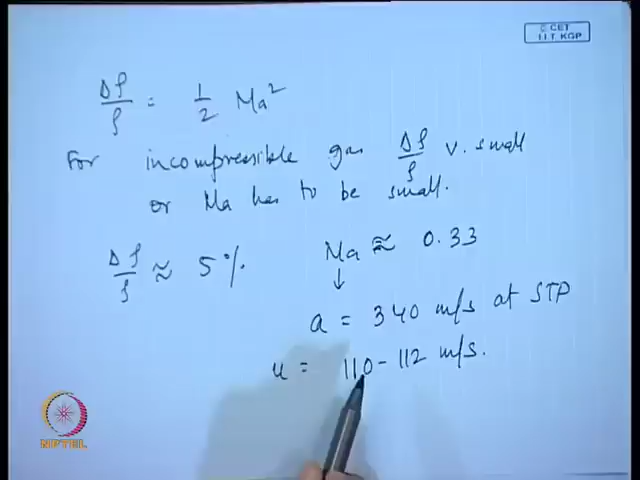 © CET
I.I.T. KGP
Δρ/ρ = 1/2 Ma²
For incompressible gas Δρ/ρ v. small
or Ma has to be small.
Δρ/ρ ≈ 5% Ma ≈ 0.33
↓
a = 340 m/s at STP
u = 110 - 112 m/s.
NPTEL